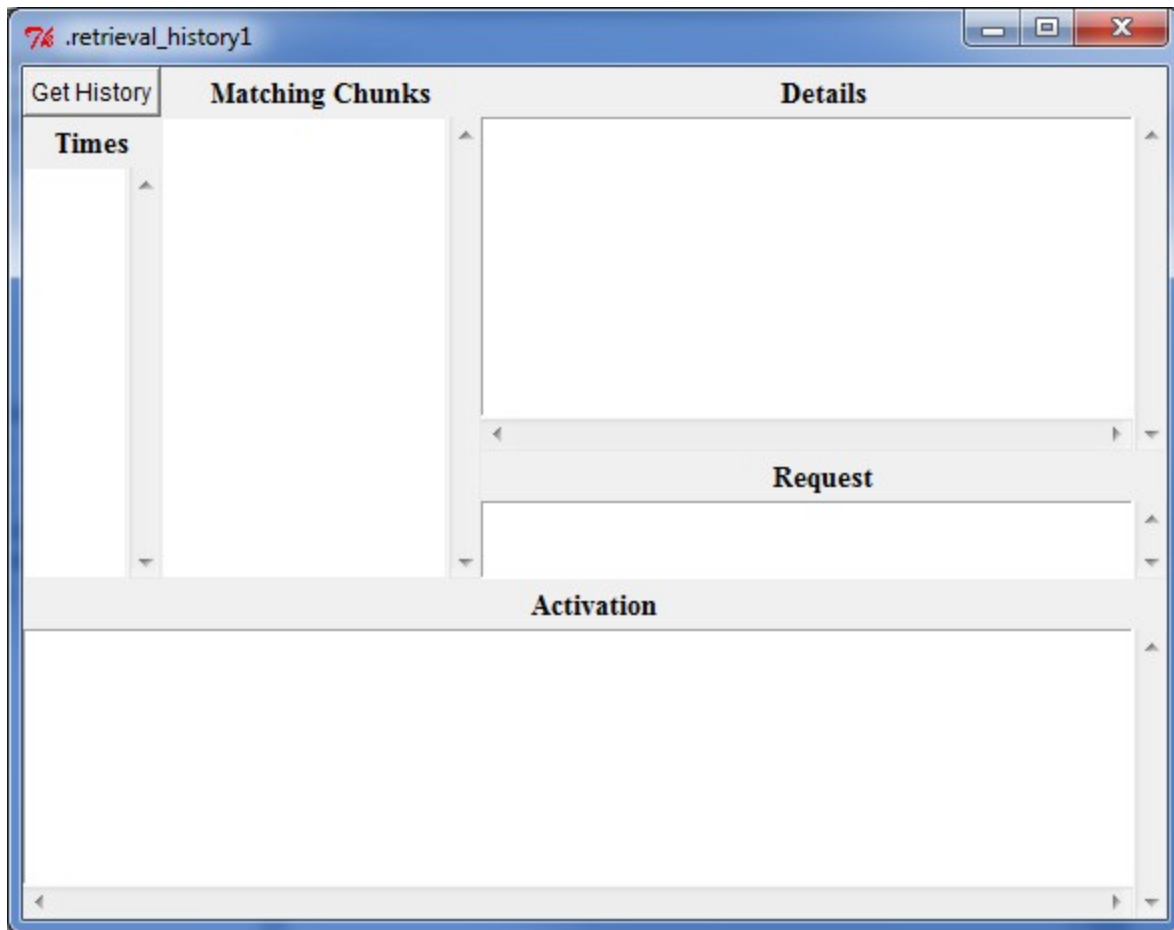 .retrieval_history1
Get History
Matching Chunks
Details
Times
Request
Activation